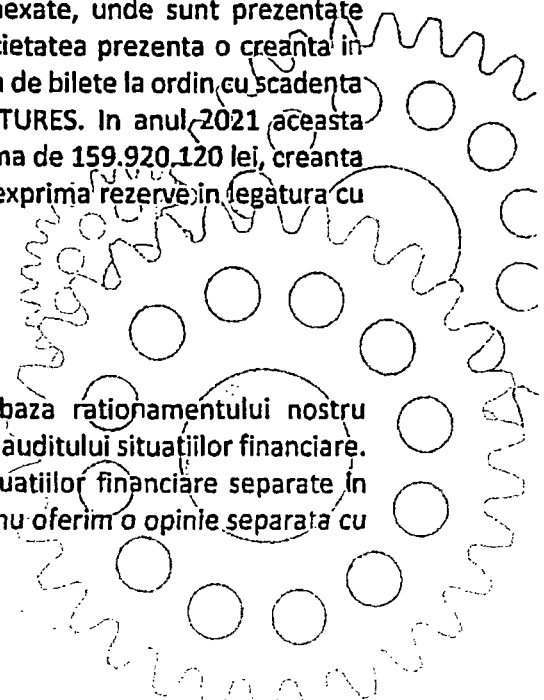 nexate, unde sunt prezentate
cietatea prezenta o creanta in
n de bilete la ordin cu scadenta
TURES. In anul 2021 aceasta
ma de 159.920.120 lei, creanta
exprima rezerve in legatura cu
baza rationamentului nostru
auditului situatiilor financiare.
uatiilor financiare separate in
nu oferim o opinie separata cu